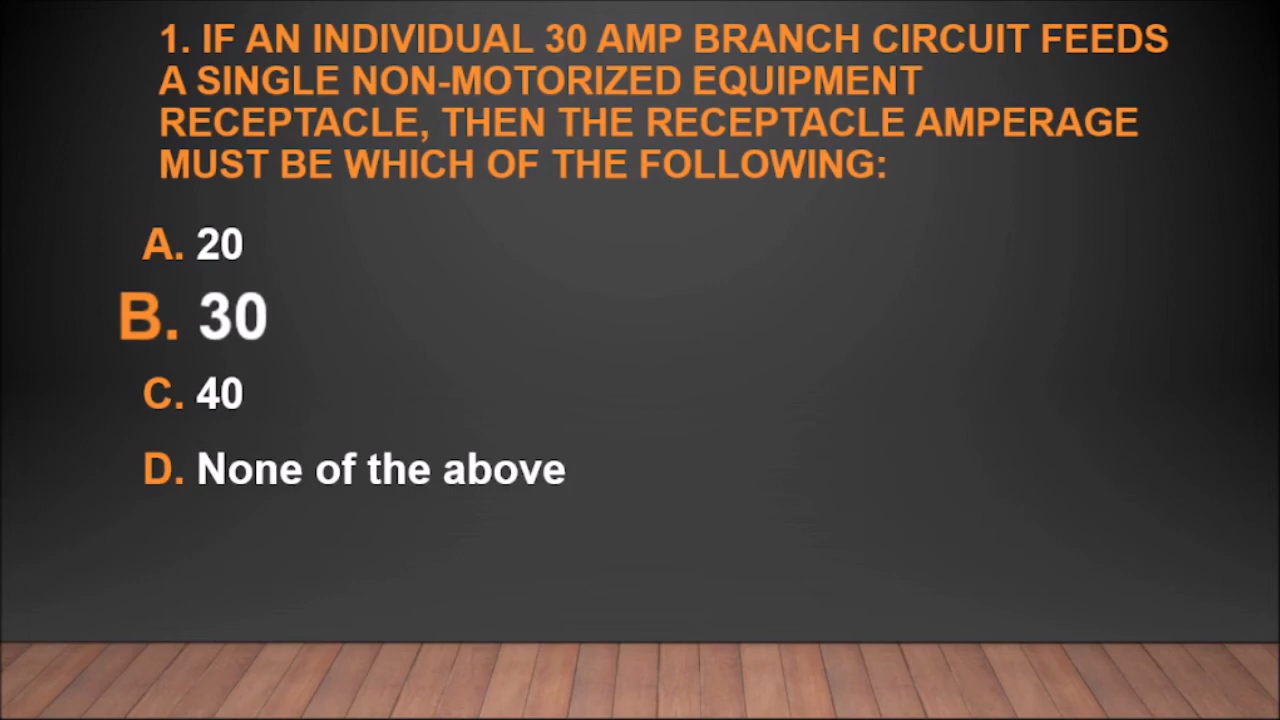 1. IF AN INDIVIDUAL 30 AMP BRANCH CIRCUIT FEEDS
A SINGLE NON-MOTORIZED EQUIPMENT
RECEPTACLE, THEN THE RECEPTACLE AMPERAGE
MUST BE WHICH OF THE FOLLOWING:
A. 20
B. 30
C. 40
D. None of the above